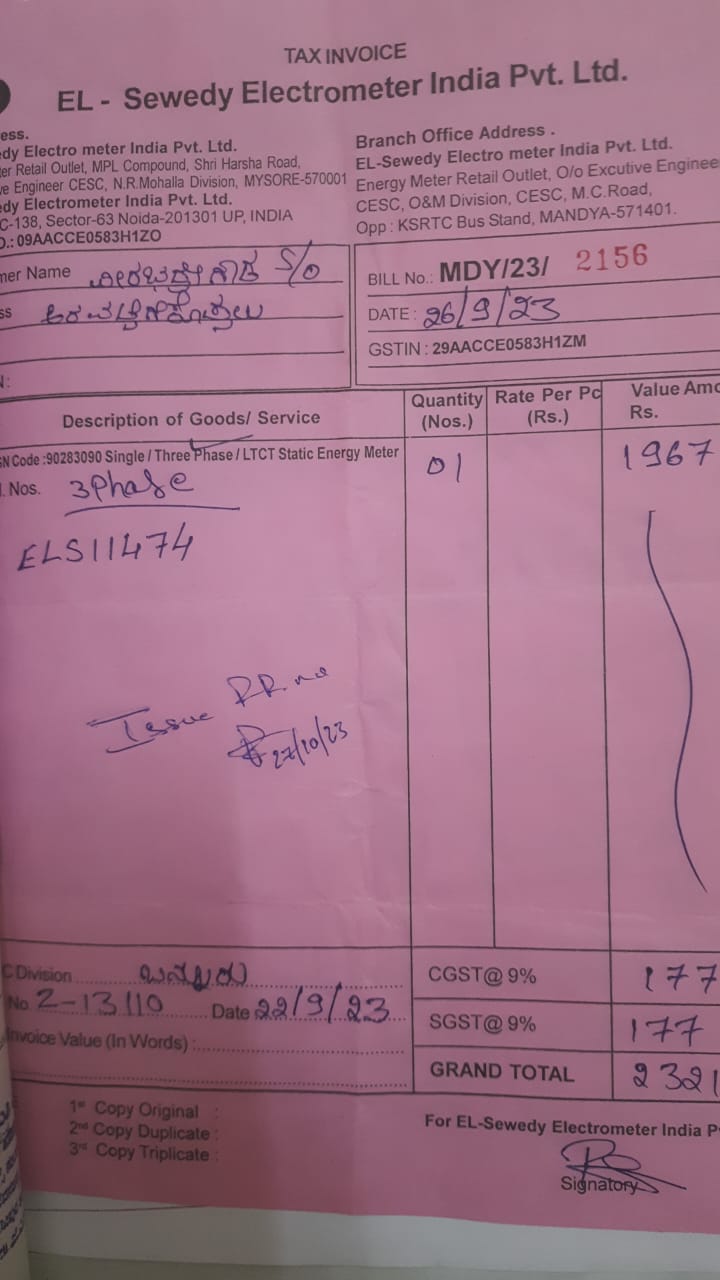 TAX INVOICE
EL - Sewedy Electrometer India Pvt. Ltd.
ess.
dy Electro meter India Pvt. Ltd.
ter Retail Outlet, MPL Compound, Shri Harsha Road,
ve Engineer CESC, N.R.Mohalla Division, MYSORE-570001
dy Electrometer India Pvt. Ltd.
C-138, Sector-63 Noida-201301 UP, INDIA
O.: 09AACCE0583H1ZO
Branch Office Address .
EL-Sewedy Electro meter India Pvt. Ltd.
Energy Meter Retail Outlet, O/o Excutive Enginee
CESC, O&M Division, CESC, M.C.Road,
Opp : KSRTC Bus Stand, MANDYA-571401.
mer Name S/o
ss
N:
BILL No.: MDY/23/ 2156
DATE : 26/9/23
GSTIN : 29AACCE0583H1ZM
Description of Goods/ Service Quantity (Nos.) Rate Per Pc (Rs.) Value Amo Rs.
SN Code :90283090 Single / Three Phase / LTCT Static Energy Meter 01 1967
l. Nos. 3Phase
ELS11474
Issue RR.no
27/10/23
C Division
No. 2-13110 Date 22/9/23
Invoice Value (In Words) :
CGST@ 9% 177
SGST@ 9% 177
GRAND TOTAL 2321
1st Copy Original :
2nd Copy Duplicate :
3rd Copy Triplicate :
For EL-Sewedy Electrometer India P
Signatory